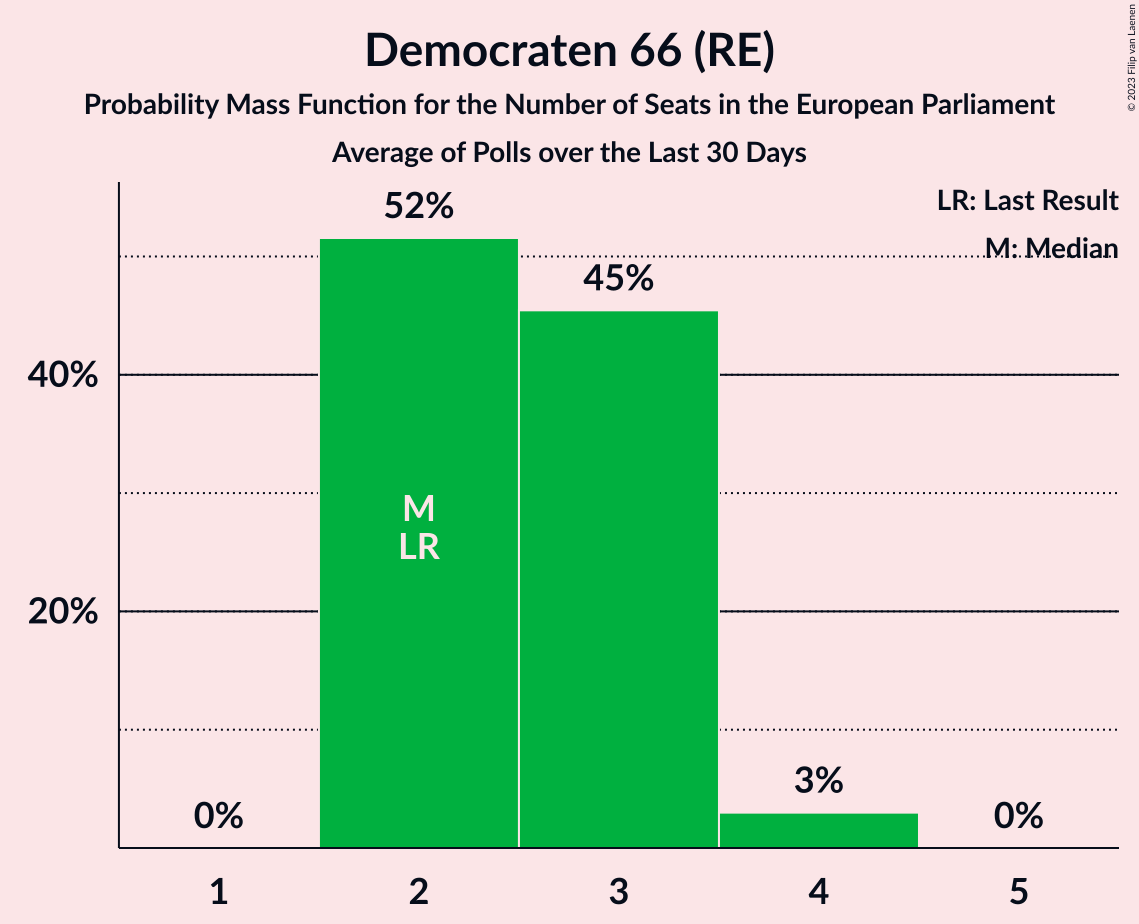 Democraten 66 (RE)
Probability Mass Function for the Number of Seats in the European Parliament
Average of Polls over the Last 30 Days
© 2023 Filip van Laenen
LR: Last Result
M: Median
52%
45%
40%
M
LR
20%
3%
0%
0%
1 2 3 4 5